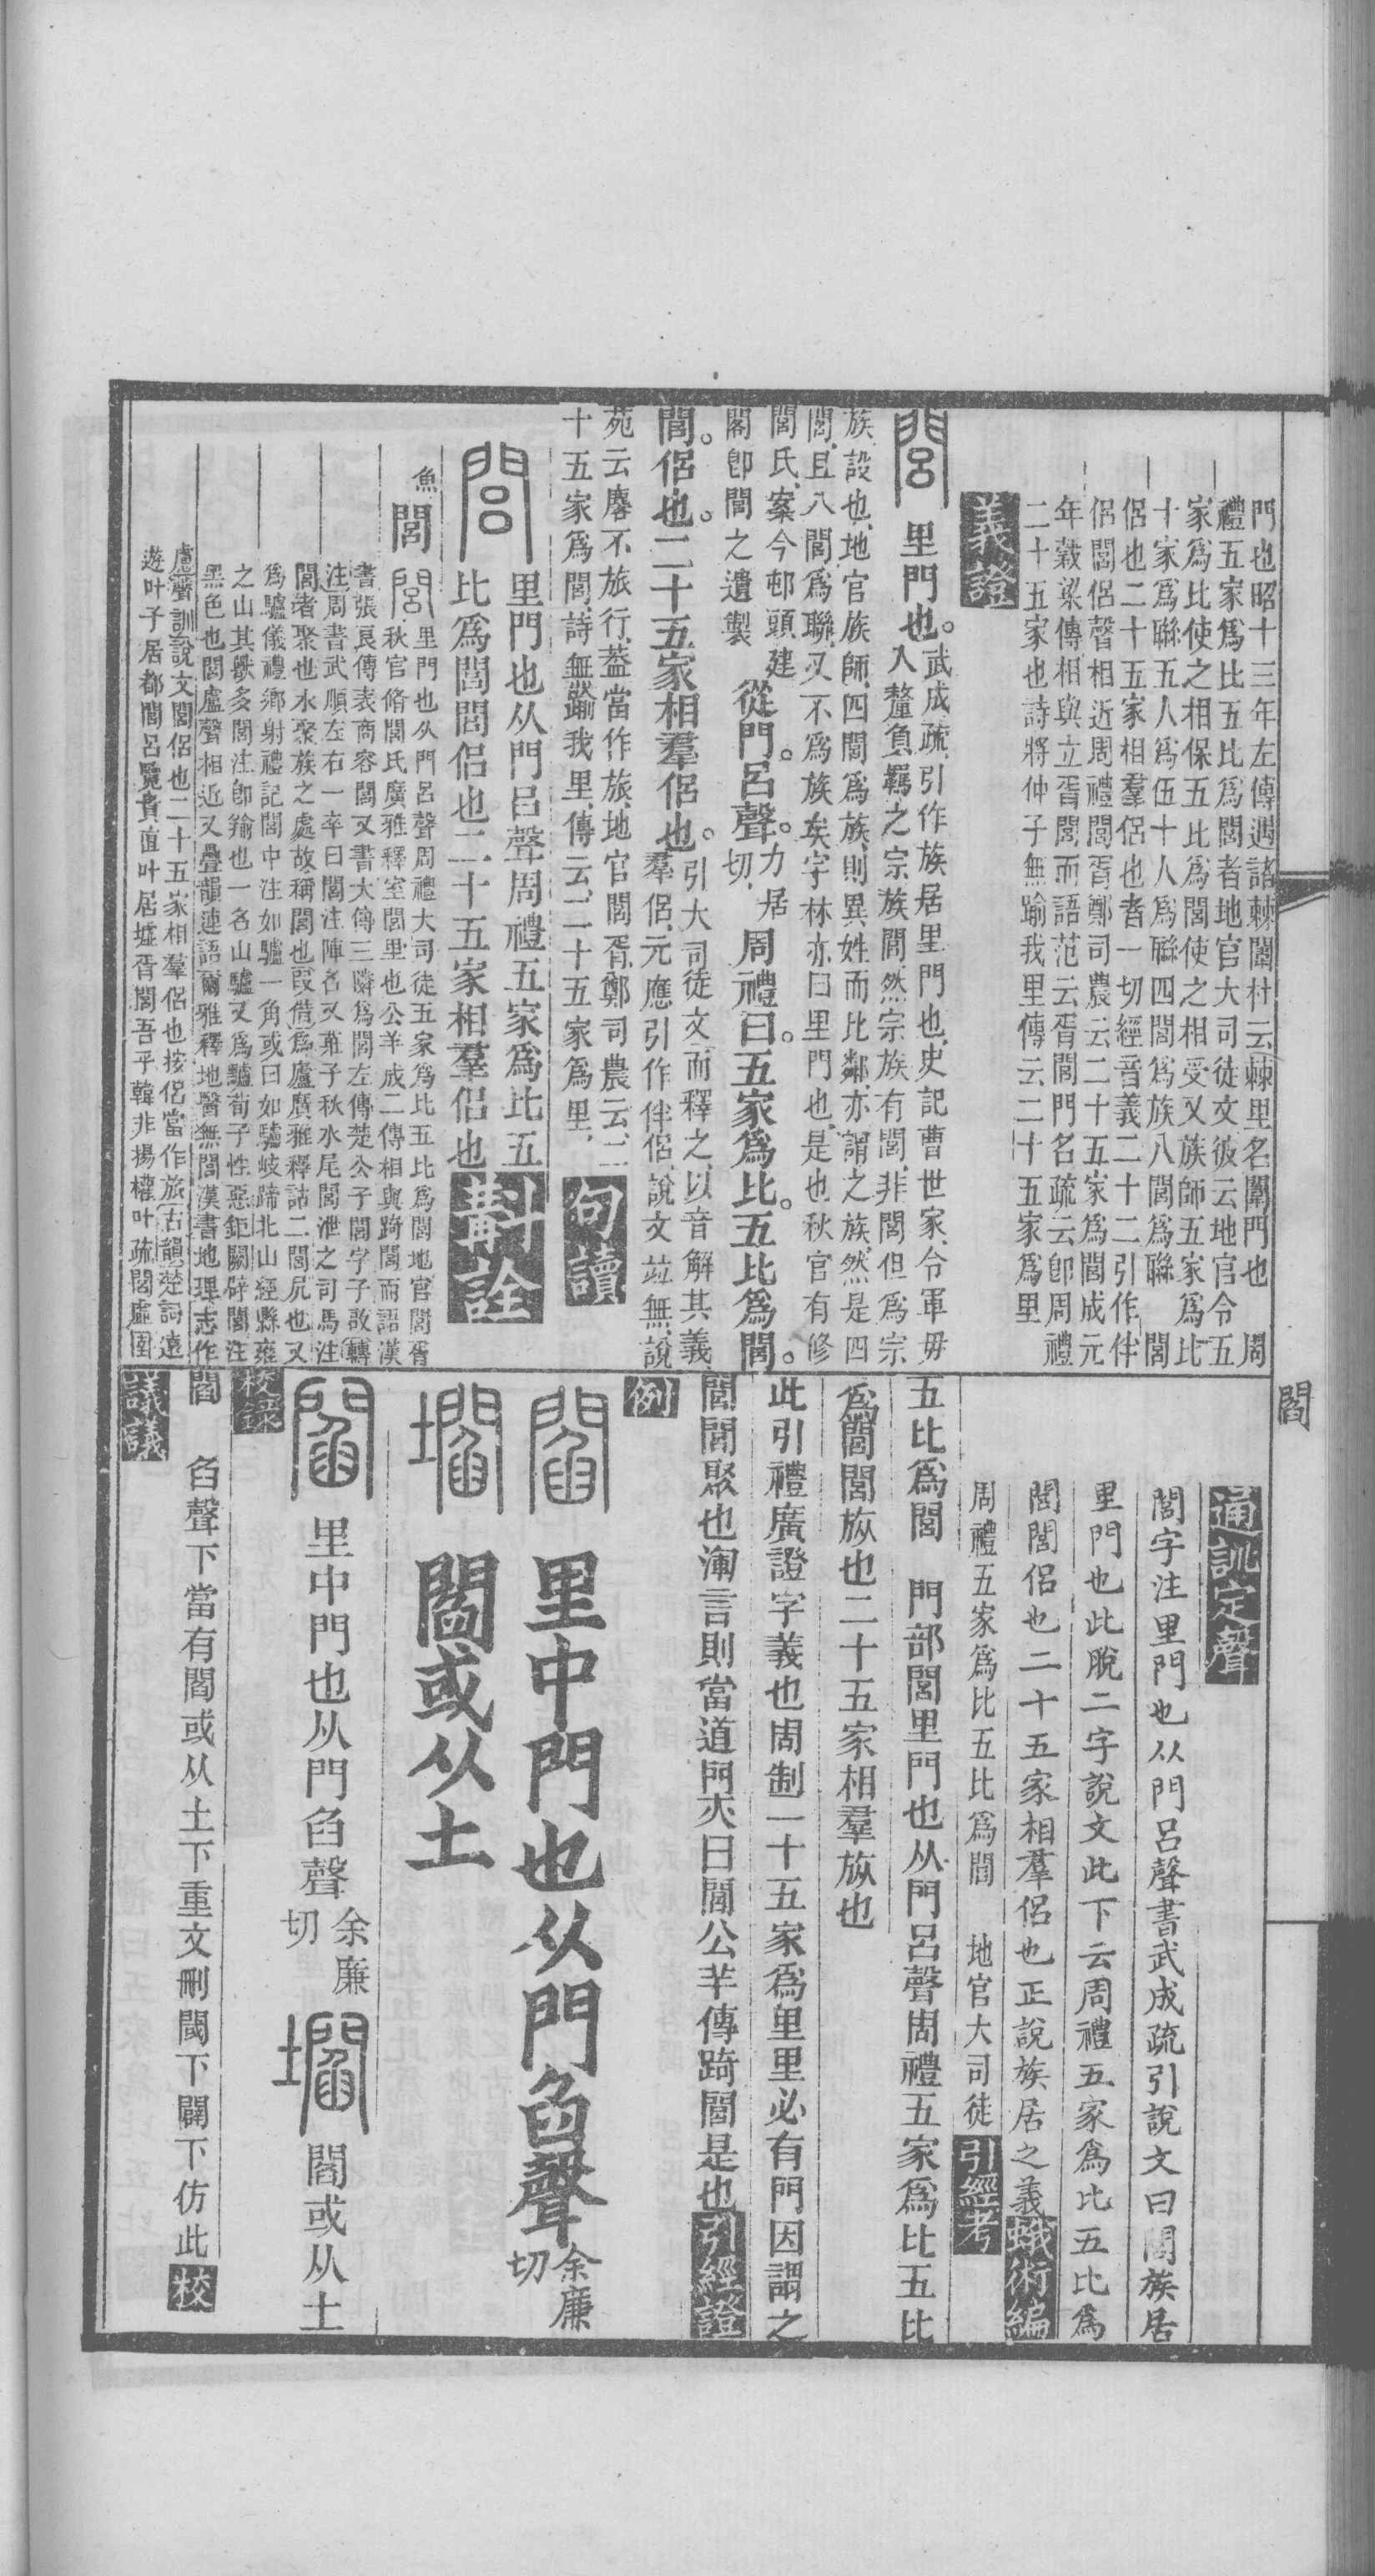 門也昭十三年左傳遇諸棘闈杜云棘里名闈門也　周
禮五家爲比五比爲閭者地官大司徒文彼云地官令五
家爲比使之相保五比爲閭使之相受又族師五家爲比
十家爲聯五人爲伍十人爲聯四閭爲族八閭爲聯　閭
侶也二十五家相羣侶也者一切經音義二十二引作伴
侶閭侶聲相近周禮閭胥鄭司農云二十五家爲閭成元
年穀梁傳相與立胥閭而語范云胥閭門名疏云卽周禮
二十五家也詩將仲子無踰我里傳云二十五家爲里
義證
閭 里門也。武成疏,引作族居里門也,史記曹世家,令軍毋
入釐負羈之宗族閭,然宗族有閭,非閭但爲宗
族,設也,地官族師,四閭爲族,則異姓而比鄰,亦謂之族,然是四
閭,且八閭爲聯,又不爲族矣,字林亦曰里門也,是也,秋官有修
閭氏,案今邨頭,建
閣卽閭之遺製
從門。呂聲。力居切,周禮曰。五家爲比。五比爲閭。
閭。侶也。二十五家相羣侶也。引大司徒文,而釋之,以音解其義,
羣侶,元應引作伴侶,說文竝無,說
苑云麐不旅行,蓋當作旅,地官閭胥,鄭司農云,二
十五家爲閭,詩無踰我里,傳云,二十五家爲里,
句讀
閭 里門也从門呂聲周禮五家爲比五
比爲閭閭侶也二十五家相羣侶也
斠詮
魚 閭 閭 里門也从門呂聲周禮大司徒五家爲比五比爲閭地官閭胥
秋官脩閭氏廣雅釋室閭里也公羊成二傳相與踦閭而語漢
書張良傳表商容閭又書大傳三隣爲閭左傳楚公子閭字子啟轉
注周書武順左右一卒曰閭注陣名又莊子秋水尾閭泄之司馬注
閭者聚也水聚族之處故稱閭也叚借爲廬廣雅釋詁二閭凥也又
爲驢儀禮鄉射禮記閭中注如驢一角或曰如驢岐蹄北山經縣雍
之山其獸多閭注卽羭也一名山驢又爲驢荀子性惡鉅闕辟閭注
黑色也閭盧聲相近又疊韻連語爾雅釋地醫無閭漢書地理志作
慮聲訓說文閭侶也二十五家相羣侶也按侶當作旅古韻楚詞遠
遊叶子居都閭呂覽貴直叶居墟胥閭吾乎韓非揚權叶疏閭虛圄
閻
通訓定聲
閭字注里門也从門呂聲書武成疏引說文曰閭族居
里門也此脫二字說文此下云周禮五家爲比五比爲
閭閭侶也二十五家相羣侶也正說族居之義
蛾術編
周禮五家爲比五比爲閭　地官大司徒
引經考
五比爲閭　門部閭里門也从門呂聲周禮五家爲比五比
爲閭閭旅也二十五家相羣旅也
此引禮廣證字義也周制二十五家爲里里必有門因謂之
閭閭聚也渾言則當道門亦曰閭公羊傳踦閭是也
引經證
例
閻 里中門也从門臽聲余廉切
壛 閻或从土
閻 里中門也从門臽聲余廉切 壛 閻或从土
校錄
閻　臽聲下當有閻或从土下重文刪閾下闢下仿此
校
議議